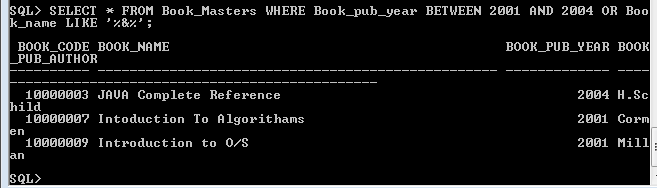 SQL> SELECT * FROM Book_Masters WHERE Book_pub_year BETWEEN 2001 AND 2004 OR Boo
k_name LIKE '%&%';
BOOK_CODE BOOK_NAME BOOK_PUB_YEAR BOOK
_PUB_AUTHOR
10000003 JAVA Complete Reference 2004 H.Sc
hild
10000007 Intoduction To Algorithams 2001 Corm
en
10000009 Introduction to O/S 2001 Mill
an
SQL>